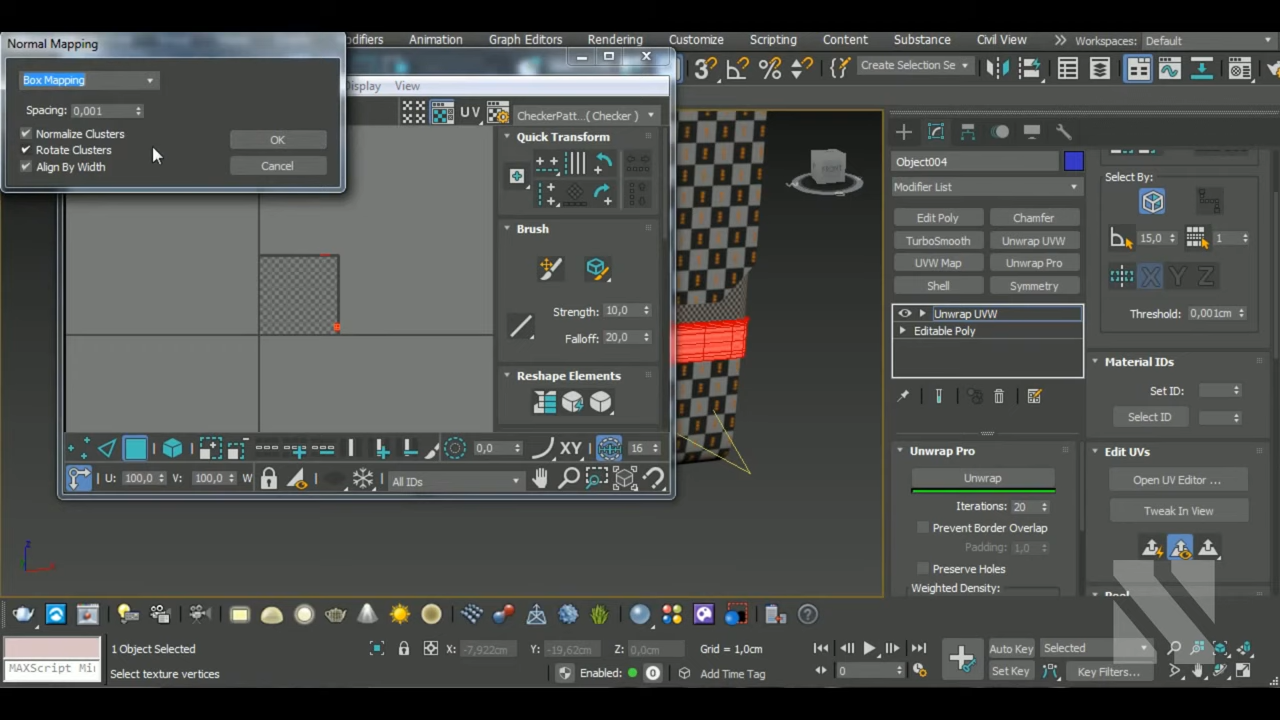 Normal Mapping
Box Mapping
Spacing: 0,001
Normalize Clusters
Rotate Clusters
Align By Width
OK
Cancel
Animation Graph Editors Rendering Customize Scripting Content Substance Civil View Workspaces: Default
Create Selection Se
View
UV CheckerPatt...( Checker )
Quick Transform
Brush
Strength: 10,0
Falloff: 20,0
Reshape Elements
0,0 XY 16
U: 100,0 V: 100,0 W All IDs
Object004
Modifier List
Edit Poly Chamfer
TurboSmooth Unwrap UVW
UVW Map Unwrap Pro
Shell Symmetry
Unwrap UVW
Editable Poly
Unwrap Pro
Unwrap
Iterations: 20
Prevent Border Overlap
Padding: 1,0
Preserve Holes
Weighted Density:
Select By:
15,0 1
X Y Z
Threshold: 0,001cm
Material IDs
Set ID:
Select ID
Edit UVs
Open UV Editor ...
Tweak In View
1 Object Selected X: -7,922cm Y: -19,62cm Z: 0,0cm Grid = 1,0cm
MAXScript Mi
Select texture vertices Enabled: 0 Add Time Tag
0
Auto Key Selected
Set Key Key Filters...